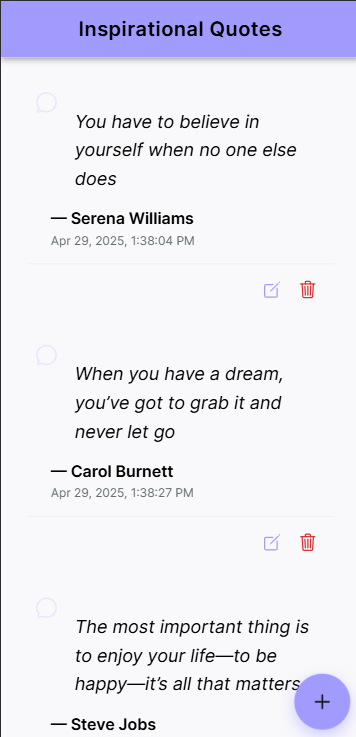 Inspirational Quotes
You have to believe in
yourself when no one else
does
— Serena Williams
Apr 29, 2025, 1:38:04 PM
When you have a dream,
you’ve got to grab it and
never let go
— Carol Burnett
Apr 29, 2025, 1:38:27 PM
The most important thing is
to enjoy your life—to be
happy—it’s all that matters
— Steve Jobs